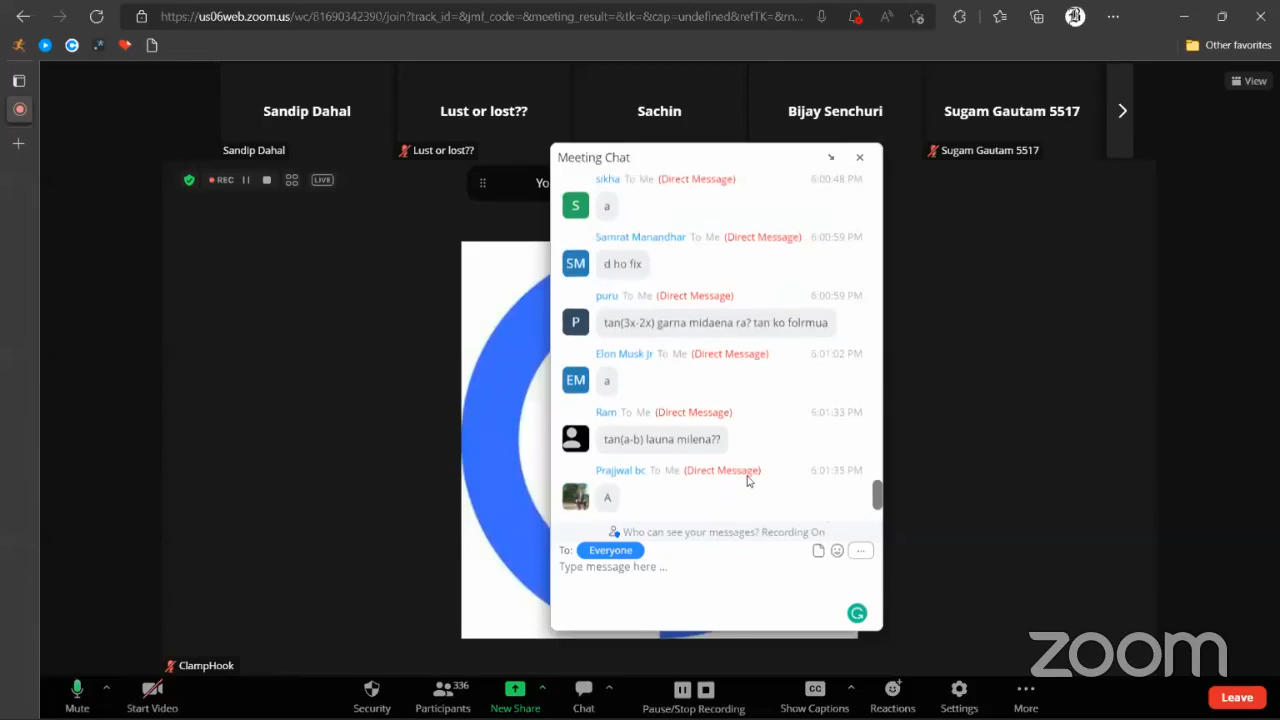 https://us06web.zoom.us/wc/81690342390/join?track_id=&jmf_code=&meeting_result=&tk=&cap=undefined&refTK=&rn...
Other favorites
View
Sandip Dahal
Lust or lost??
Sachin
Bijay Senchuri
Sugam Gautam 5517
Sandip Dahal
Lust or lost??
Sugam Gautam 5517
REC
LIVE
Yo
Meeting Chat
sikha To Me (Direct Message) 6:00:48 PM
S
a
Samrat Manandhar To Me (Direct Message) 6:00:59 PM
SM
d ho fix
puru To Me (Direct Message) 6:00:59 PM
P
tan(3x-2x) garna midaena ra? tan ko folrmua
Elon Musk Jr To Me (Direct Message) 6:01:02 PM
EM
a
Ram To Me (Direct Message) 6:01:33 PM
tan(a-b) launa milena??
Prajjwal bc To Me (Direct Message) 6:01:35 PM
A
Who can see your messages? Recording On
To: Everyone
Type message here ...
ClampHook
zoom
Mute
Start Video
Security
336
Participants
New Share
Chat
Pause/Stop Recording
CC
Show Captions
Reactions
Settings
More
Leave